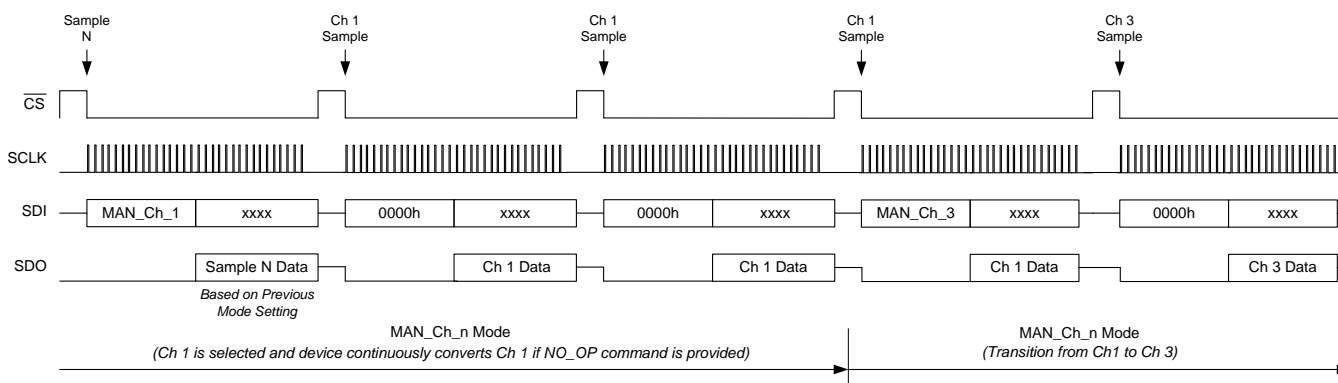 Sample
N
Ch 1
Sample
Ch 1
Sample
Ch 1
Sample
Ch 3
Sample
CS
SCLK
SDI
MAN_Ch_1
xxxx
0000h
xxxx
0000h
xxxx
MAN_Ch_3
xxxx
0000h
xxxx
SDO
Sample N Data
Ch 1 Data
Ch 1 Data
Ch 1 Data
Ch 3 Data
Based on Previous
Mode Setting
MAN_Ch_n Mode
(Ch 1 is selected and device continuously converts Ch 1 if NO_OP command is provided)
MAN_Ch_n Mode
(Transition from Ch1 to Ch 3)